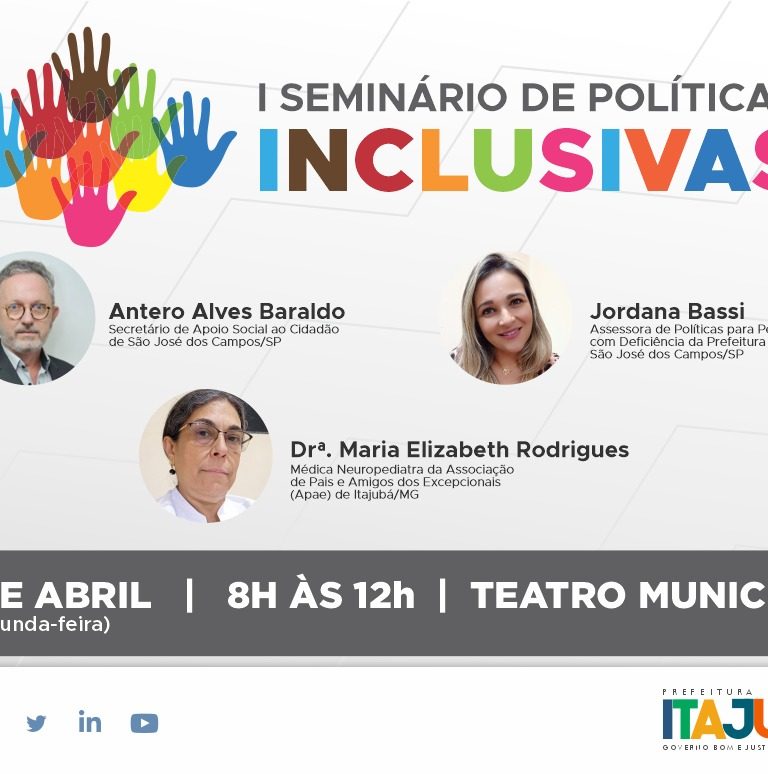 I SEMINÁRIO DE POLÍTICA
INCLUSIVAS
Antero Alves Baraldo
Secretário de Apoio Social ao Cidadão
de São José dos Campos/SP
Jordana Bassi
Assessora de Políticas para Pe
com Deficiência da Prefeitura
São José dos Campos/SP
Drª. Maria Elizabeth Rodrigues
Médica Neuropediatra da Associação
de Pais e Amigos dos Excepcionais
(Apae) de Itajubá/MG
E ABRIL | 8H ÀS 12h | TEATRO MUNIC
unda-feira)
in
PREFEITURA
ITAJU
GOVERNO BOM E JUST